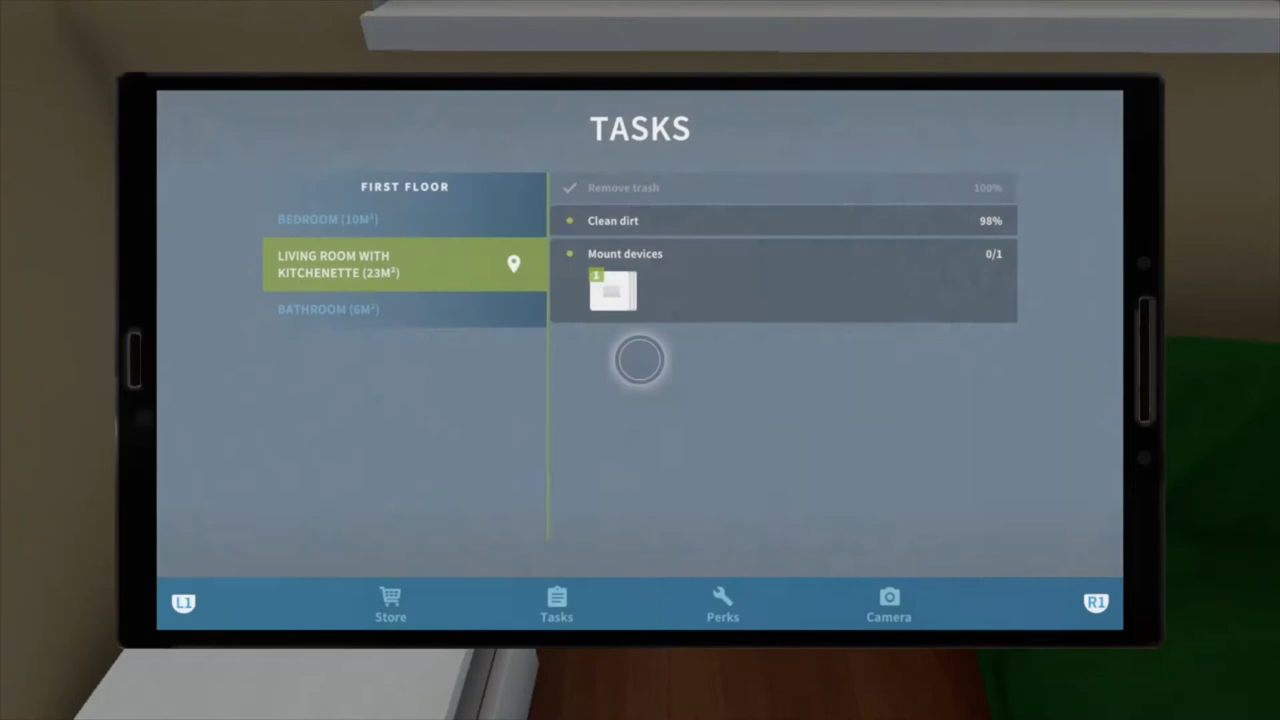 TASKS
FIRST FLOOR
BEDROOM (10M²)
LIVING ROOM WITH
KITCHENETTE (23M²)
BATHROOM (6M²)
Remove trash 100%
Clean dirt 98%
Mount devices 0/1
1
L1 Store Tasks Perks Camera R1